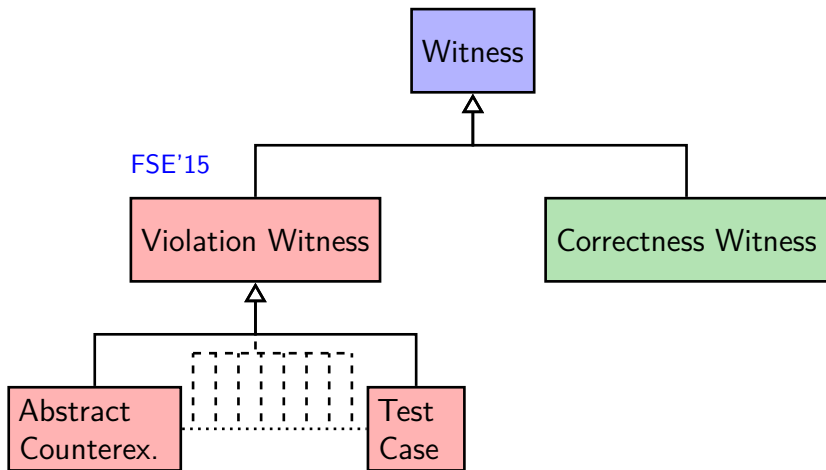 Witness
FSE'15
Violation Witness
Correctness Witness
Abstract
Counterex.
Test
Case